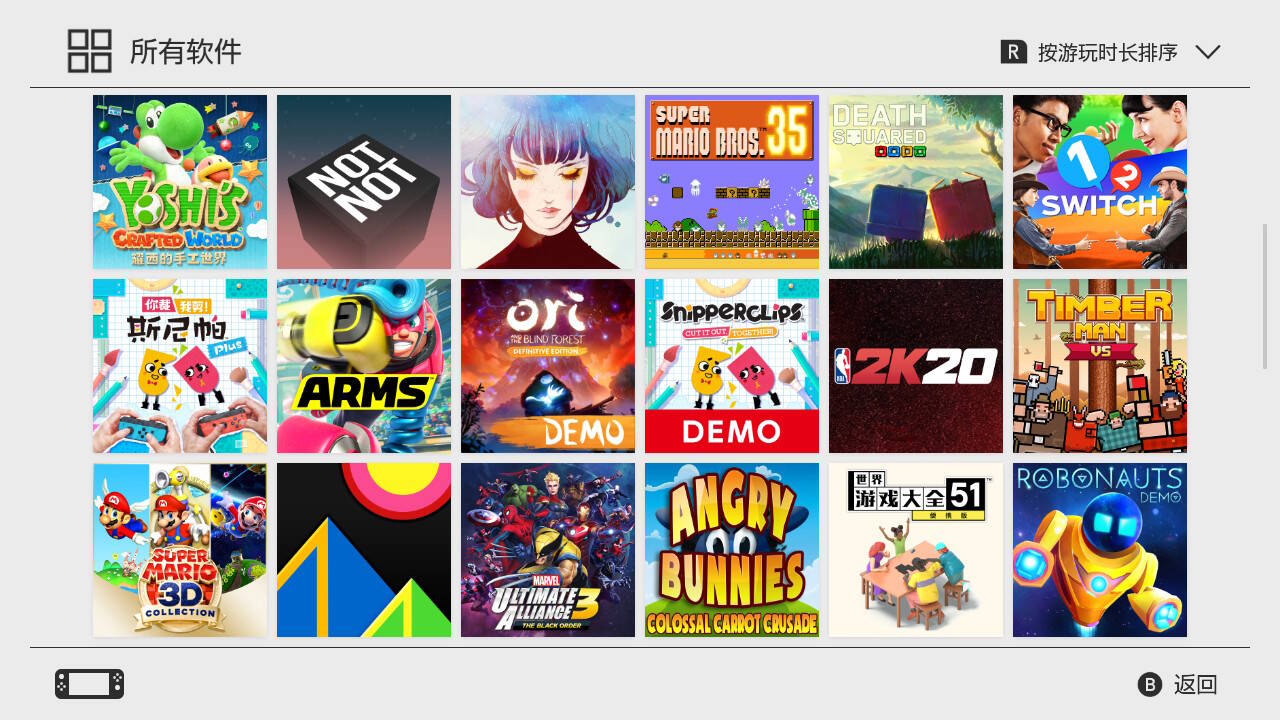 所有软件
R 按游玩时长排序
YOSHI'S
CRAFTED WORLD
耀西的手工世界
NOT
NOT
SUPER
MARIO BROS.™ 35
DEATH
SQUARED
1
2
SWITCH
你裁 我剪!
斯尼帕
Plus
ARMS
ori
AND THE BLIND FOREST
DEFINITIVE EDITION
DEMO
SNIPPERCLIPS
CUT IT OUT, TOGETHER!
DEMO
NBA 2K20
TIMBER
MAN
VS
SUPER
MARIO
3D
COLLECTION
MARVEL
ULTIMATE
ALLIANCE 3
THE BLACK ORDER
ANGRY
BUNNIES
COLOSSAL CARROT CRUSADE
世界
游戏大全51™
便携版
ROBONAUTS
DEMO
B 返回